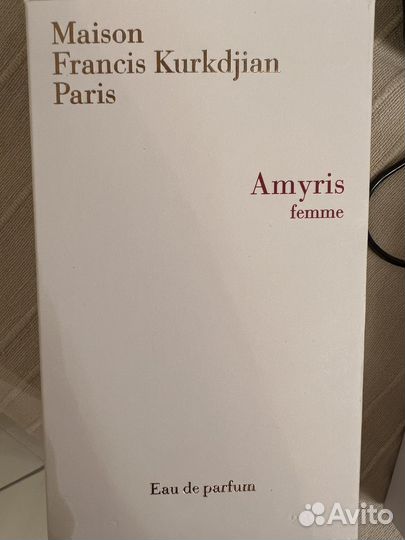 Maison
Francis Kurkdjian
Paris
Amyris
femme
Eau de parfum
Avito